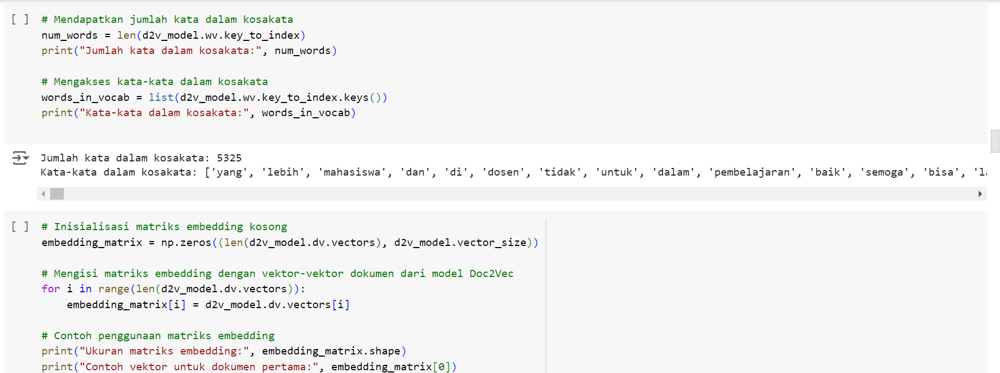 [ ] # Mendapatkan jumlah kata dalam kosakata
num_words = len(d2v_model.wv.key_to_index)
print("Jumlah kata dalam kosakata:", num_words)
# Mengakses kata-kata dalam kosakata
words_in_vocab = list(d2v_model.wv.key_to_index.keys())
print("Kata-kata dalam kosakata:", words_in_vocab)
Jumlah kata dalam kosakata: 5325
Kata-kata dalam kosakata: ['yang', 'lebih', 'mahasiswa', 'dan', 'di', 'dosen', 'tidak', 'untuk', 'dalam', 'pembelajaran', 'baik', 'semoga', 'bisa',
[ ] # Inisialisasi matriks embedding kosong
embedding_matrix = np.zeros((len(d2v_model.dv.vectors), d2v_model.vector_size))
# Mengisi matriks embedding dengan vektor-vektor dokumen dari model Doc2Vec
for i in range(len(d2v_model.dv.vectors)):
    embedding_matrix[i] = d2v_model.dv.vectors[i]
# Contoh penggunaan matriks embedding
print("Ukuran matriks embedding:", embedding_matrix.shape)
print("Contoh vektor untuk dokumen pertama:", embedding_matrix[0])